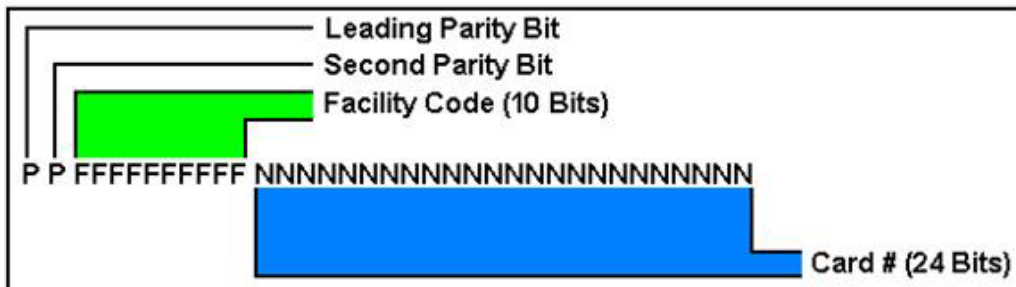 Leading Parity Bit
Second Parity Bit
Facility Code (10 Bits)
P P FFFFFFFFFF NNNNNNNNNNNNNNNNNNNNNNNN
Card # (24 Bits)